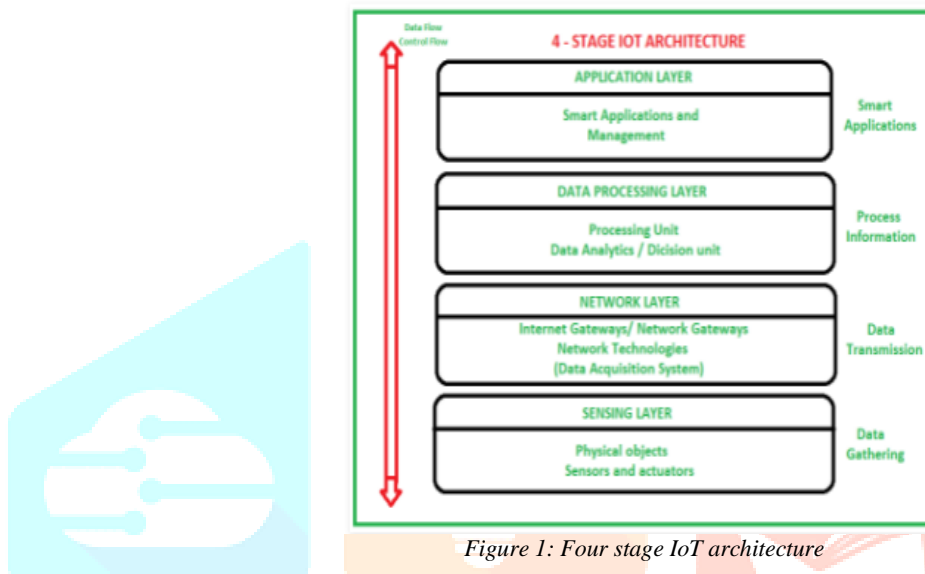 Data Flow
Control Flow
4 - STAGE IOT ARCHITECTURE
APPLICATION LAYER
Smart Applications and
Management
Smart
Applications
DATA PROCESSING LAYER
Processing Unit
Data Analytics / Dicision unit
Process
Information
NETWORK LAYER
Internet Gateways/ Network Gateways
Network Technologies
(Data Acquisition System)
Data
Transmission
SENSING LAYER
Physical objects
Sensors and actuators
Data
Gathering
Figure 1: Four stage IoT architecture